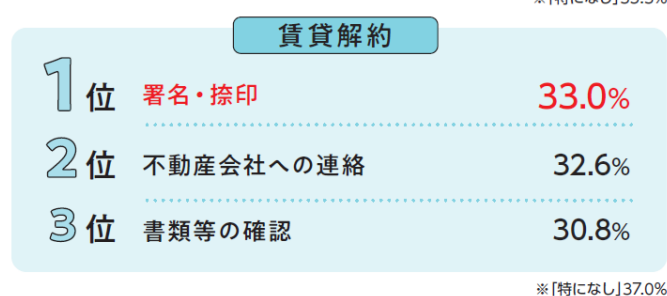 賃貸解約
1位 署名・捺印 33.0%
2位 不動産会社への連絡 32.6%
3位 書類等の確認 30.8%
※「特になし」37.0%